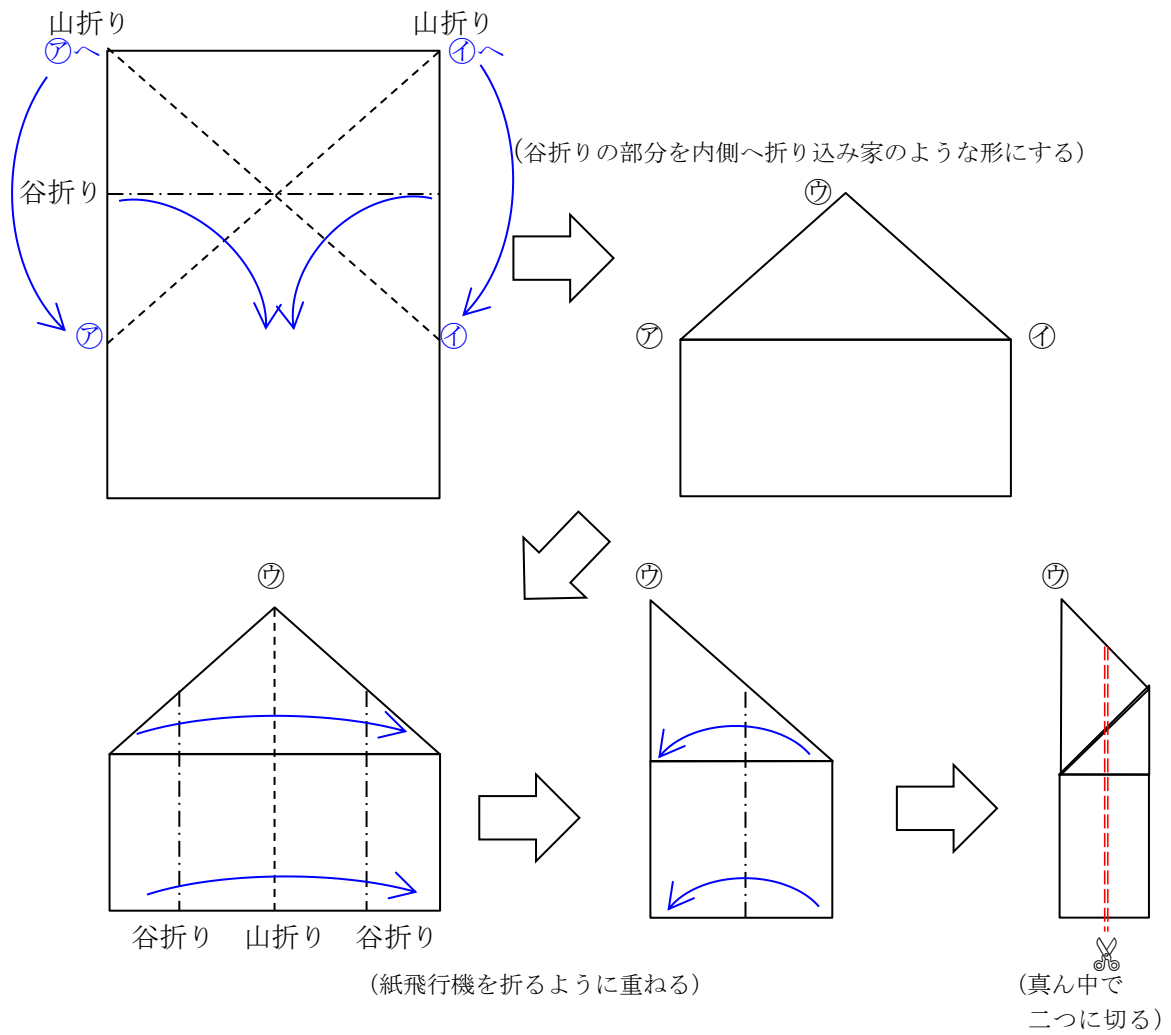 山折り
山折り
㋐へ
㋑へ
(谷折りの部分を内側へ折り込み家のような形にする)
谷折り
㋒
㋐
㋑
㋐
㋑
㋒
㋒
㋒
谷折り
山折り
谷折り
(紙飛行機を折るように重ねる)
(真ん中で
二つに切る)